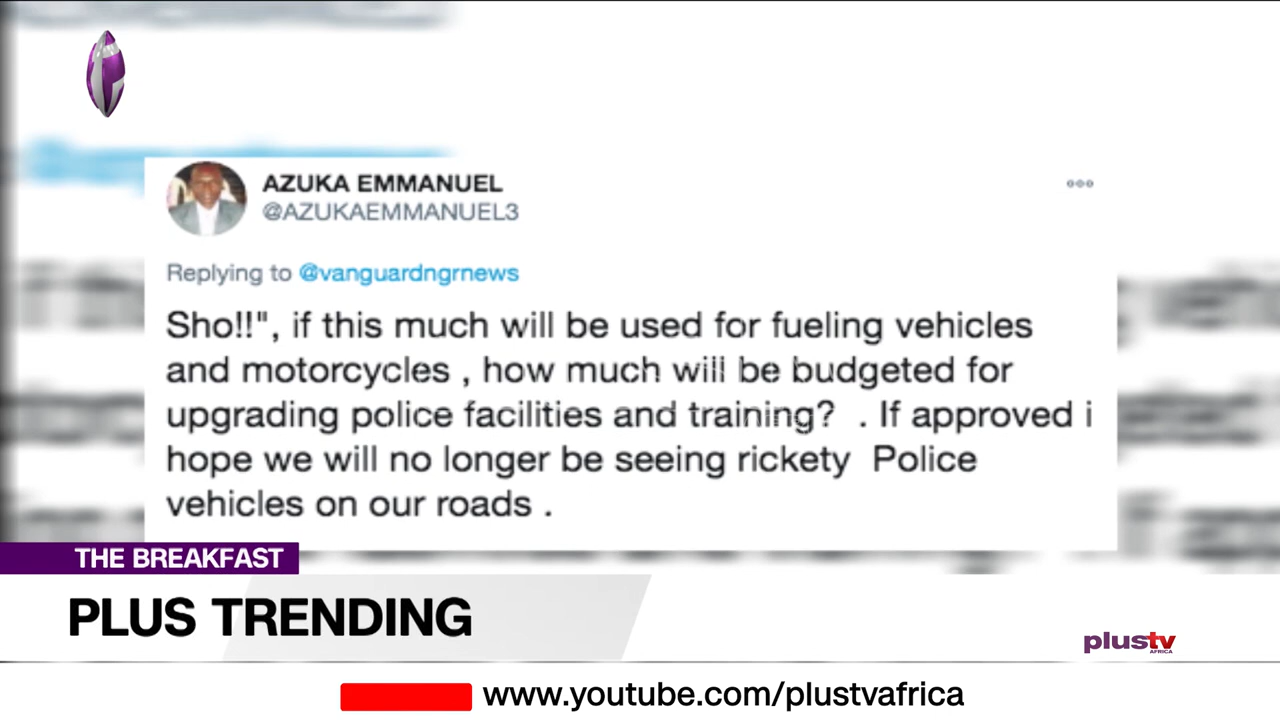 AZUKA EMMANUEL
@AZUKAEMMANUEL3
Replying to @vanguardngrnews
Sho!!", if this much will be used for fueling vehicles
and motorcycles , how much will be budgeted for
upgrading police facilities and training?  . If approved i
hope we will no longer be seeing rickety  Police
vehicles on our roads .
THE BREAKFAST
PLUS TRENDING
plustv
AFRICA
www.youtube.com/plustvafrica